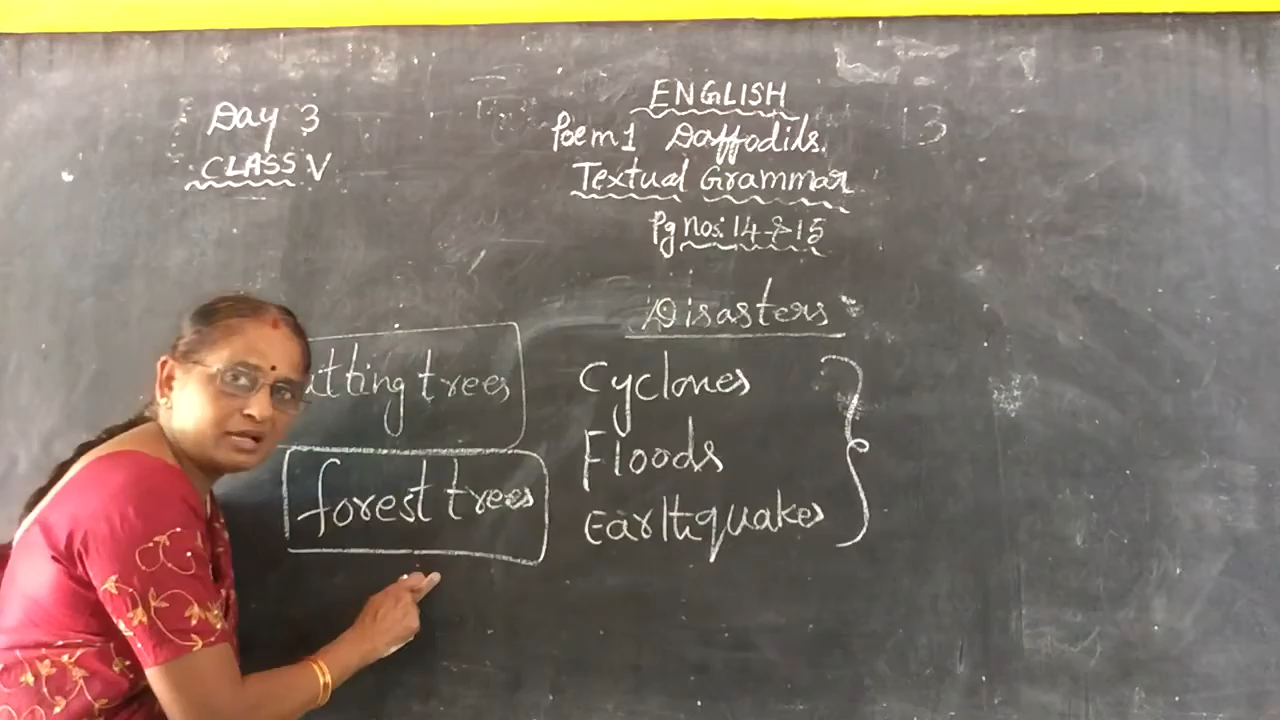 Day 3
CLASS V
ENGLISH
Poem 1 Daffodils.
Textual Grammar
Pg nos: 14 & 15
Disasters
utting trees
forest trees
Cyclones
Floods
Earthquakes